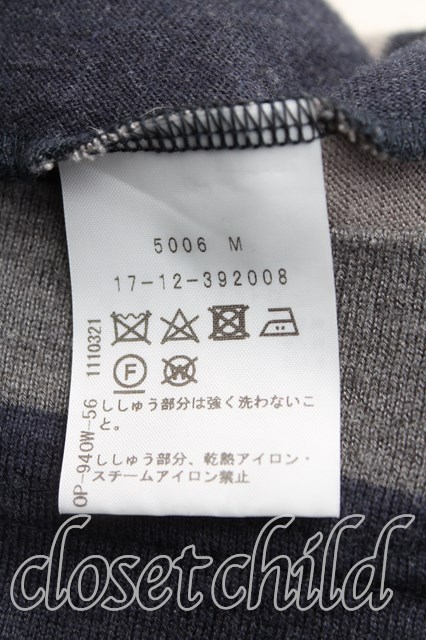 5006 M
17-12-392008
F
W
ししゅう部分は強く洗わないこ
と。
ししゅう部分、乾熱アイロン・
スチームアイロン禁止
OP-940W-56 1110321
closet child